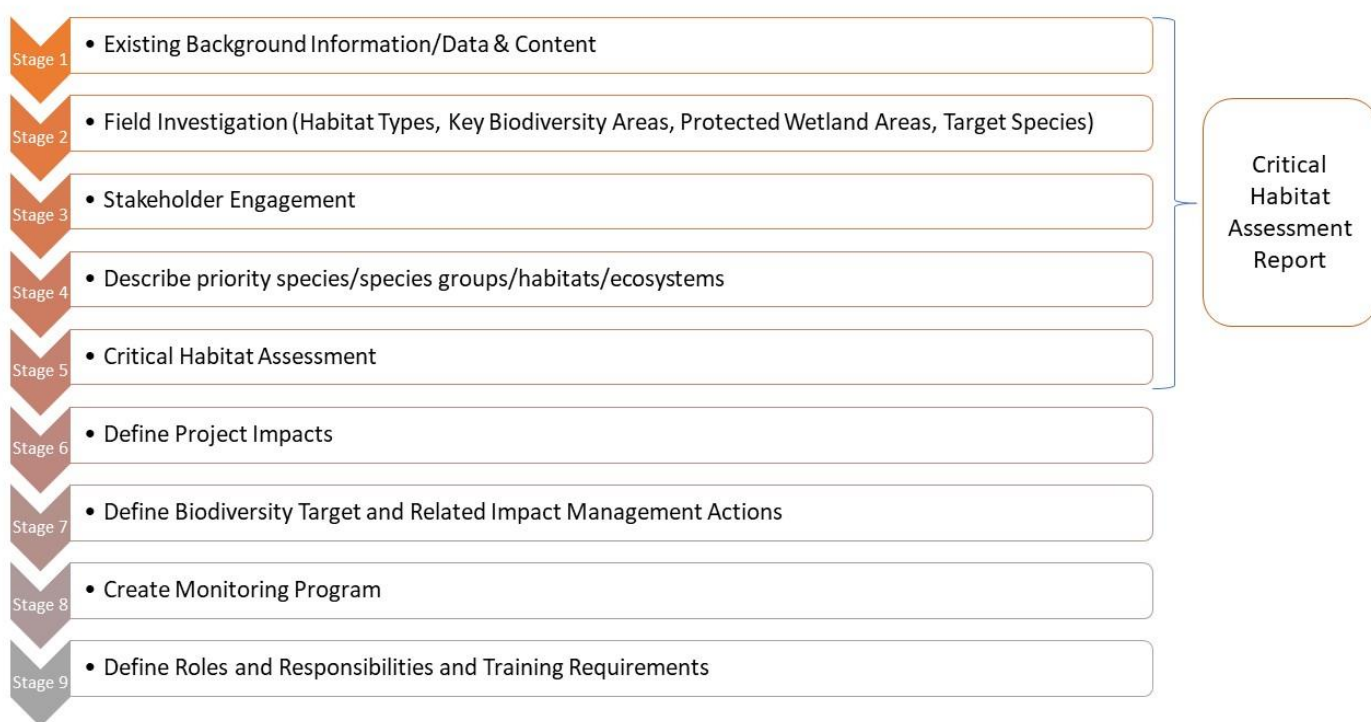 Stage 1
• Existing Background Information/Data & Content
Stage 2
• Field Investigation (Habitat Types, Key Biodiversity Areas, Protected Wetland Areas, Target Species)
Stage 3
• Stakeholder Engagement
Stage 4
• Describe priority species/species groups/habitats/ecosystems
Stage 5
• Critical Habitat Assessment
Stage 6
• Define Project Impacts
Stage 7
• Define Biodiversity Target and Related Impact Management Actions
Stage 8
• Create Monitoring Program
Stage 9
• Define Roles and Responsibilities and Training Requirements
Critical
Habitat
Assessment
Report